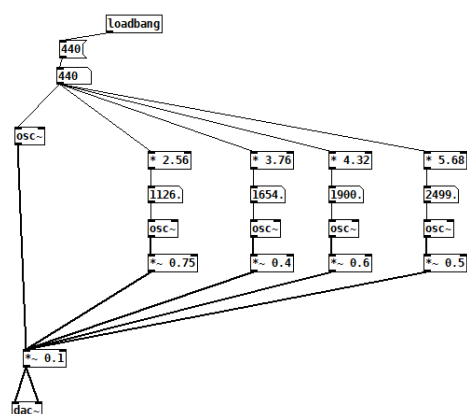 loadbang
440
440
osc~
* 2.56
* 3.76
* 4.32
* 5.68
1126.
1654.
1900.
2499.
osc~
osc~
osc~
osc~
*~ 0.75
*~ 0.4
*~ 0.6
*~ 0.5
*~ 0.1
dac~